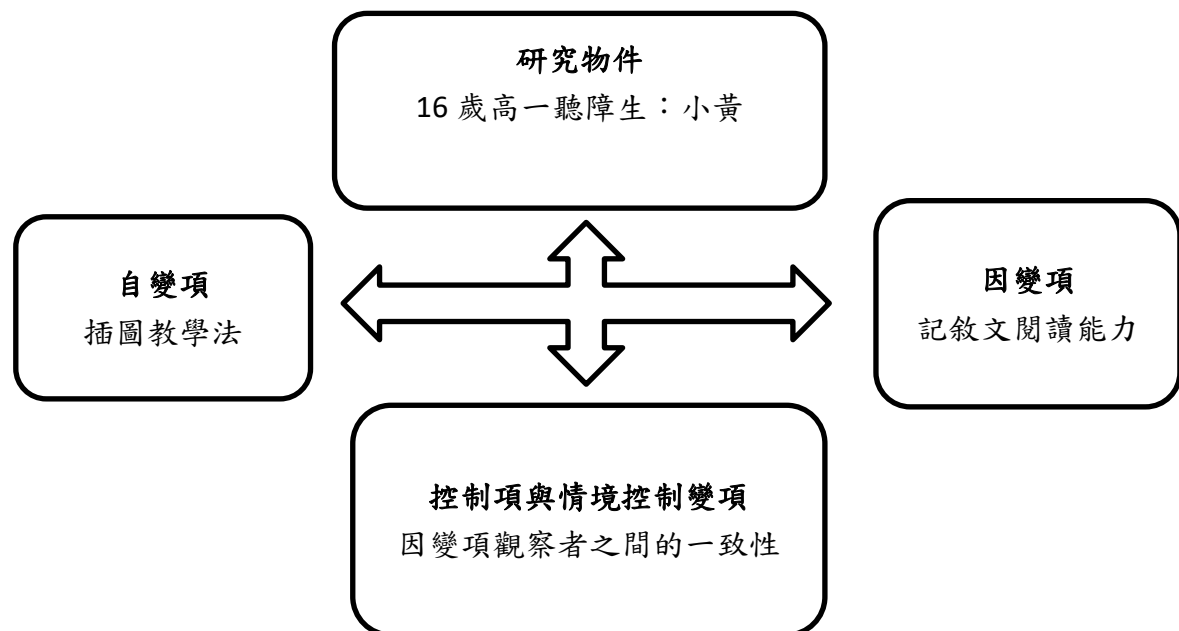 研究物件
16 歲高一聽障生：小黃
自變項
插圖教學法
因變項
記敘文閱讀能力
控制項與情境控制變項
因變項觀察者之間的一致性